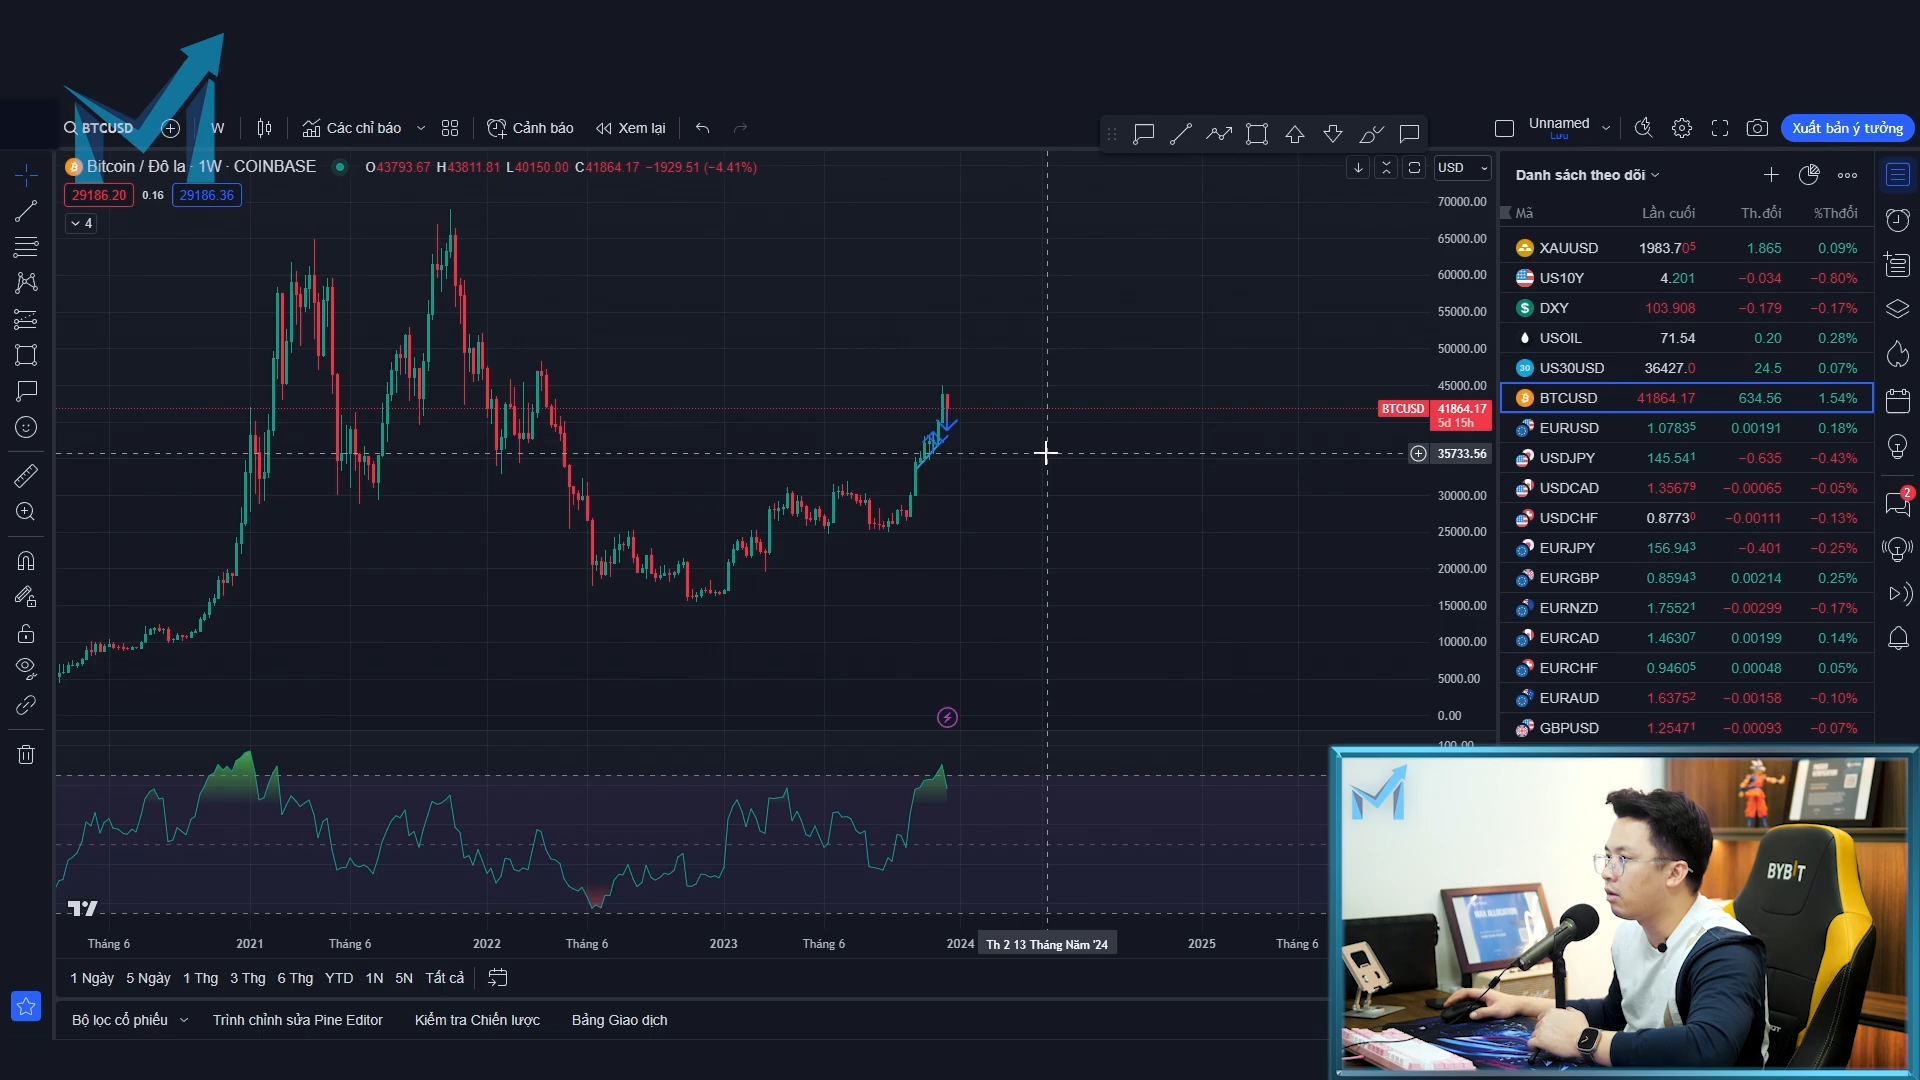 BTCUSD W Các chỉ báo Cảnh báo Xem lại Unnamed Lưu Xuất bản ý tưởng
Bitcoin / Đô la · 1W · COINBASE O43793.67 H43811.81 L40150.00 C41864.17 −1929.51 (−4.41%) USD
29186.20 0.16 29186.36
4
70000.00
65000.00
60000.00
55000.00
50000.00
45000.00
BTCUSD 41864.17
5d 15h
35733.56
30000.00
25000.00
20000.00
15000.00
10000.00
5000.00
0.00
100.00
Tháng 6 2021 Tháng 6 2022 Tháng 6 2023 Tháng 6 2024 Th 2 13 Tháng Năm '24 2025 Tháng 6
1 Ngày 5 Ngày 1 Thg 3 Thg 6 Thg YTD 1N 5N Tất cả
Bộ lọc cổ phiếu Trình chỉnh sửa Pine Editor Kiểm tra Chiến lược Bảng Giao dịch
Danh sách theo dõi
Mã Lần cuối Th.đổi %Thđổi
XAUUSD 1983.705 1.865 0.09%
US10Y 4.201 −0.034 −0.80%
DXY 103.908 −0.179 −0.17%
USOIL 71.54 0.20 0.28%
30 US30USD 36427.0 24.5 0.07%
BTCUSD 41864.17 634.56 1.54%
EURUSD 1.07835 0.00191 0.18%
USDJPY 145.541 −0.635 −0.43%
USDCAD 1.35679 −0.00065 −0.05%
USDCHF 0.87730 −0.00111 −0.13%
EURJPY 156.943 −0.401 −0.25%
EURGBP 0.85943 0.00214 0.25%
EURNZD 1.75521 −0.00299 −0.17%
EURCAD 1.46307 0.00199 0.14%
EURCHF 0.94605 0.00048 0.05%
EURAUD 1.63752 −0.00158 −0.10%
GBPUSD 1.25471 −0.00093 −0.07%
2
BYBIT